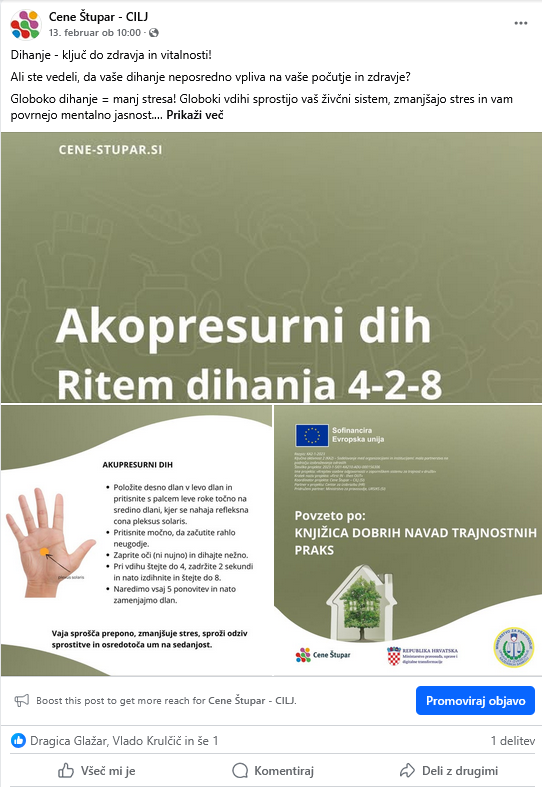 Cene Štupar - CILJ
13. februar ob 10:00 ·
Dihanje - ključ do zdravja in vitalnosti!
Ali ste vedeli, da vaše dihanje neposredno vpliva na vaše počutje in zdravje?
Globoko dihanje = manj stresa! Globoki vdihi sprostijo vaš živčni sistem, zmanjšajo stres in vam
povrnejo mentalno jasnost.... Prikaži več
CENE-STUPAR.SI
Akopresurni dih
Ritem dihanja 4-2-8
AKUPRESURNI DIH
• Položite desno dlan v levo dlan in
pritisnite s palcem leve roke točno na
sredino dlani, kjer se nahaja refleksna
cona pleksus solaris.
• Pritisnite močno, da začutite rahlo
neugodje.
• Zaprite oči (ni nujno) in dihajte nežno.
• Pri vdihu štejte do 4, zadržite 2 sekundi
in nato izdihnite in štejte do 8.
• Naredimo vsaj 5 ponovitev in nato
zamenjajmo dlan.
pleksus solaris
Vaja sprošča prepono, zmanjšuje stres, sproži odziv
sprostitve in osredotoča um na sedanjost.
Sofinancira
Evropska unija
Povzeto po:
KNJIŽICA DOBRIH NAVAD TRAJNOSTNIH
PRAKS
Cene Štupar
REPUBLIKA HRVATSKA
Ministarstvo pravosuđa, uprave i
digitalne transformacije
Boost this post to get more reach for Cene Štupar - CILJ.
Promoviraj objavo
Dragica Glažar, Vlado Krulčič in še 1
1 delitev
Všeč mi je
Komentiraj
Deli z drugimi